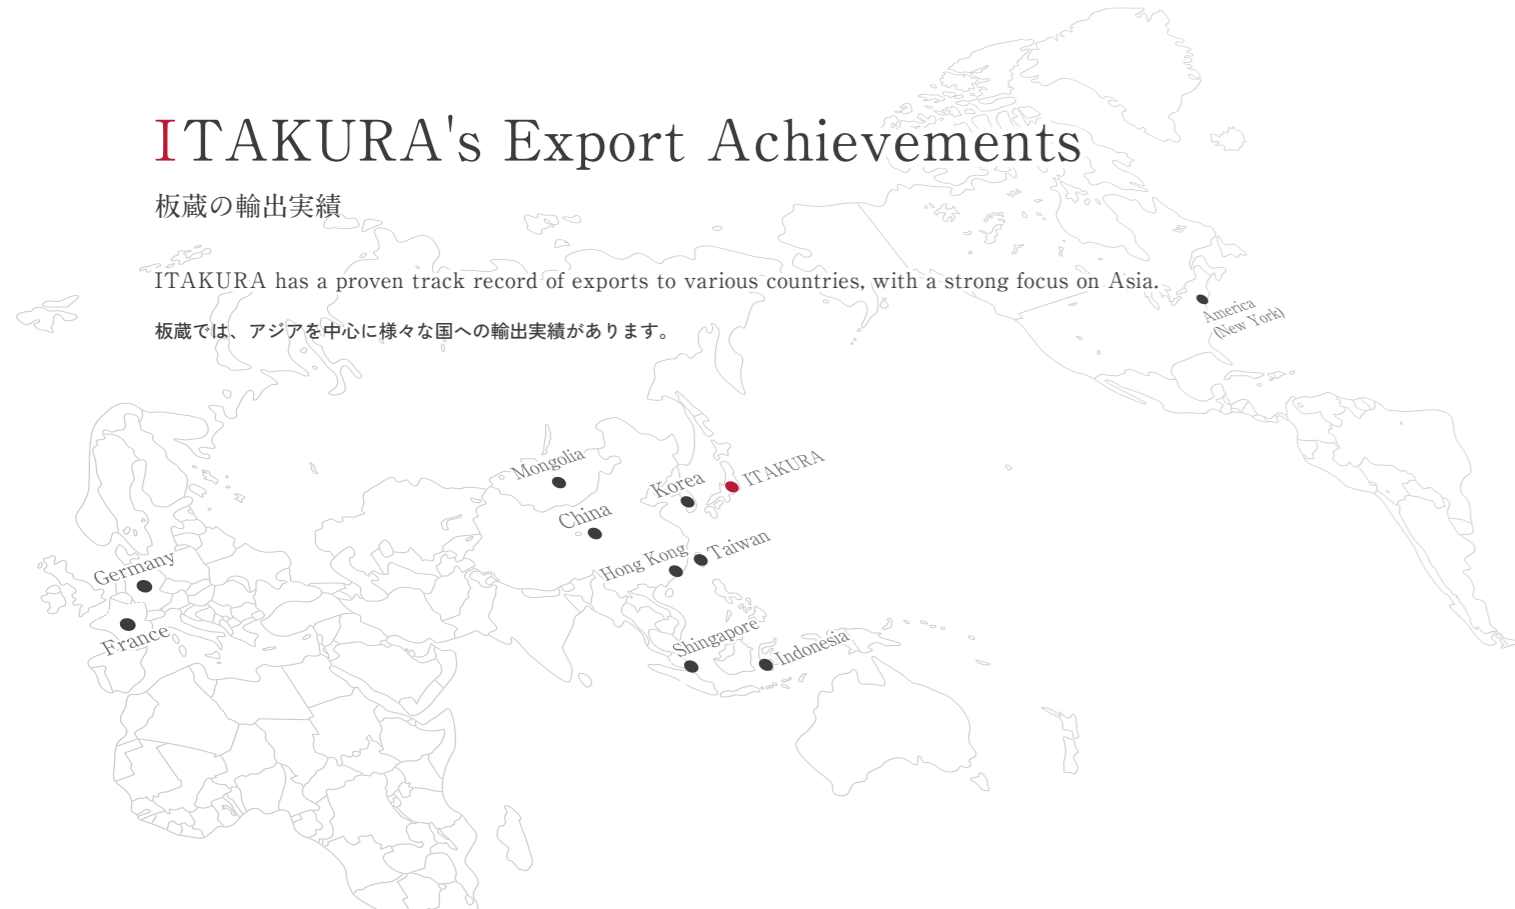 ITAKURA's Export Achievements
板蔵の輸出実績
ITAKURA has a proven track record of exports to various countries, with a strong focus on Asia.
板蔵では、アジアを中心に様々な国への輸出実績があります。
America
(New York)
Mongolia
ITAKURA
Korea
China
Taiwan
Hong Kong
Germany
France
Shingapore
Indonesia